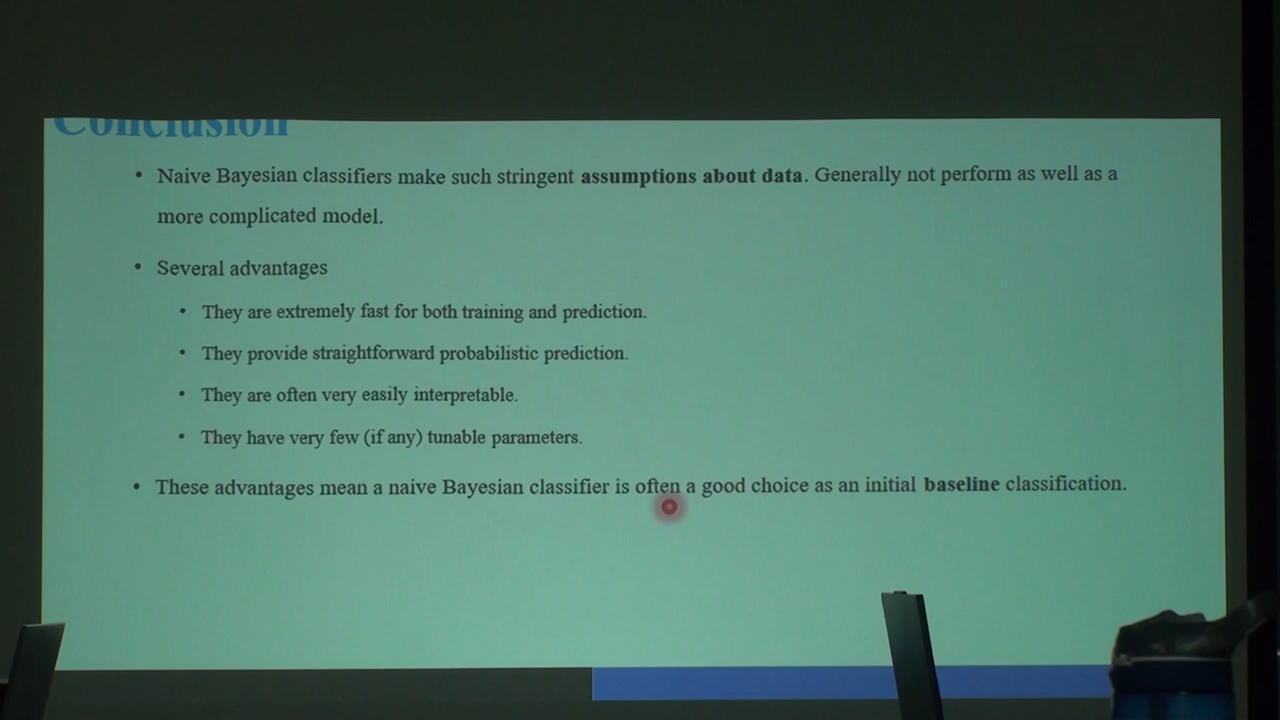 Conclusion
• Naive Bayesian classifiers make such stringent assumptions about data. Generally not perform as well as a
more complicated model.
• Several advantages
• They are extremely fast for both training and prediction.
• They provide straightforward probabilistic prediction.
• They are often very easily interpretable.
• They have very few (if any) tunable parameters.
• These advantages mean a naive Bayesian classifier is often a good choice as an initial baseline classification.